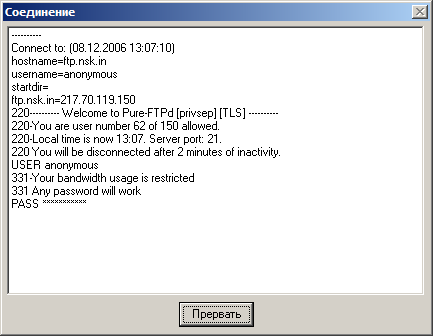 Соединение
----------
Connect to: (08.12.2006 13:07:10)
hostname=ftp.nsk.in
username=anonymous
startdir=
ftp.nsk.in=217.70.119.150
220---------- Welcome to Pure-FTPd [privsep] [TLS] ----------
220-You are user number 62 of 150 allowed.
220-Local time is now 13:07. Server port: 21.
220 You will be disconnected after 2 minutes of inactivity.
USER anonymous
331-Your bandwidth usage is restricted
331 Any password will work
PASS ***********
Прервать